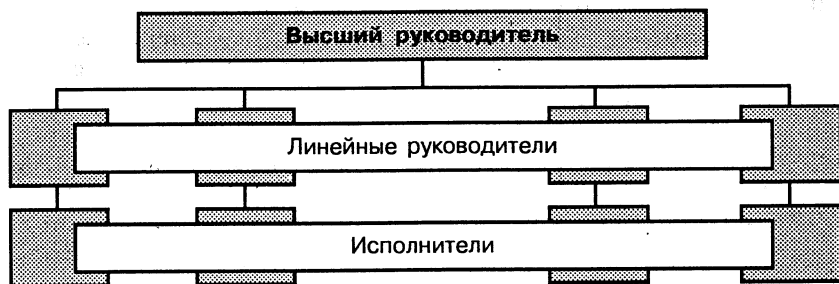 Высший руководитель
Линейные руководители
Исполнители